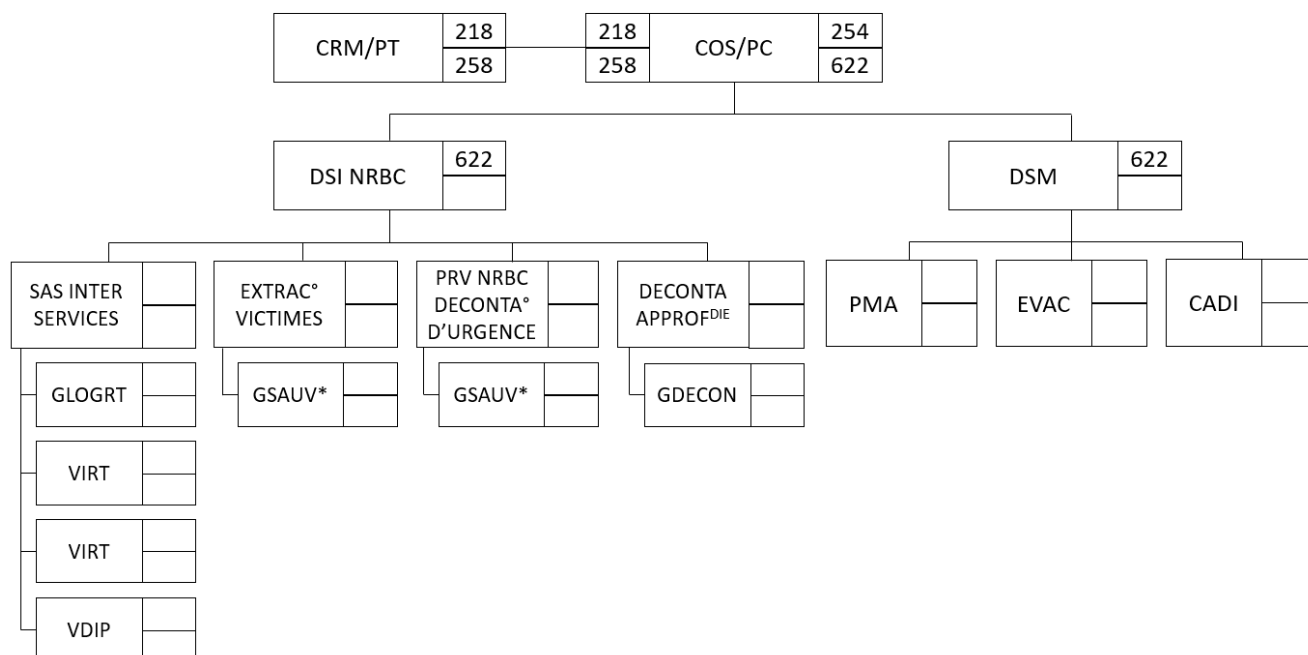 CRM/PT
218
258
218
258
COS/PC
254
622
DSI NRBC
622
DSM
622
SAS INTER
SERVICES
EXTRAC°
VICTIMES
PRV NRBC
DECONTA°
D'URGENCE
DECONTA
APPROFDIE
PMA
EVAC
CADI
GLOGRT
GSAUV*
GSAUV*
GDECON
VIRT
VIRT
VDIP